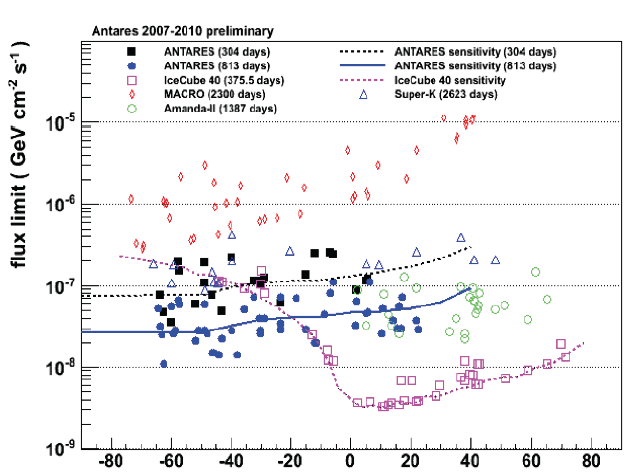 Antares 2007-2010 preliminary
ANTARES (304 days)
ANTARES (813 days)
IceCube 40 (375.5 days)
MACRO (2300 days)
Amanda-II (1387 days)
ANTARES sensitivity (304 days)
ANTARES sensitivity (813 days)
IceCube 40 sensitivity
Super-K (2623 days)
flux limit ( GeV cm⁻² s⁻¹ )
10⁻⁵
10⁻⁶
10⁻⁷
10⁻⁸
10⁻⁹
-80 -60 -40 -20 0 20 40 60 80